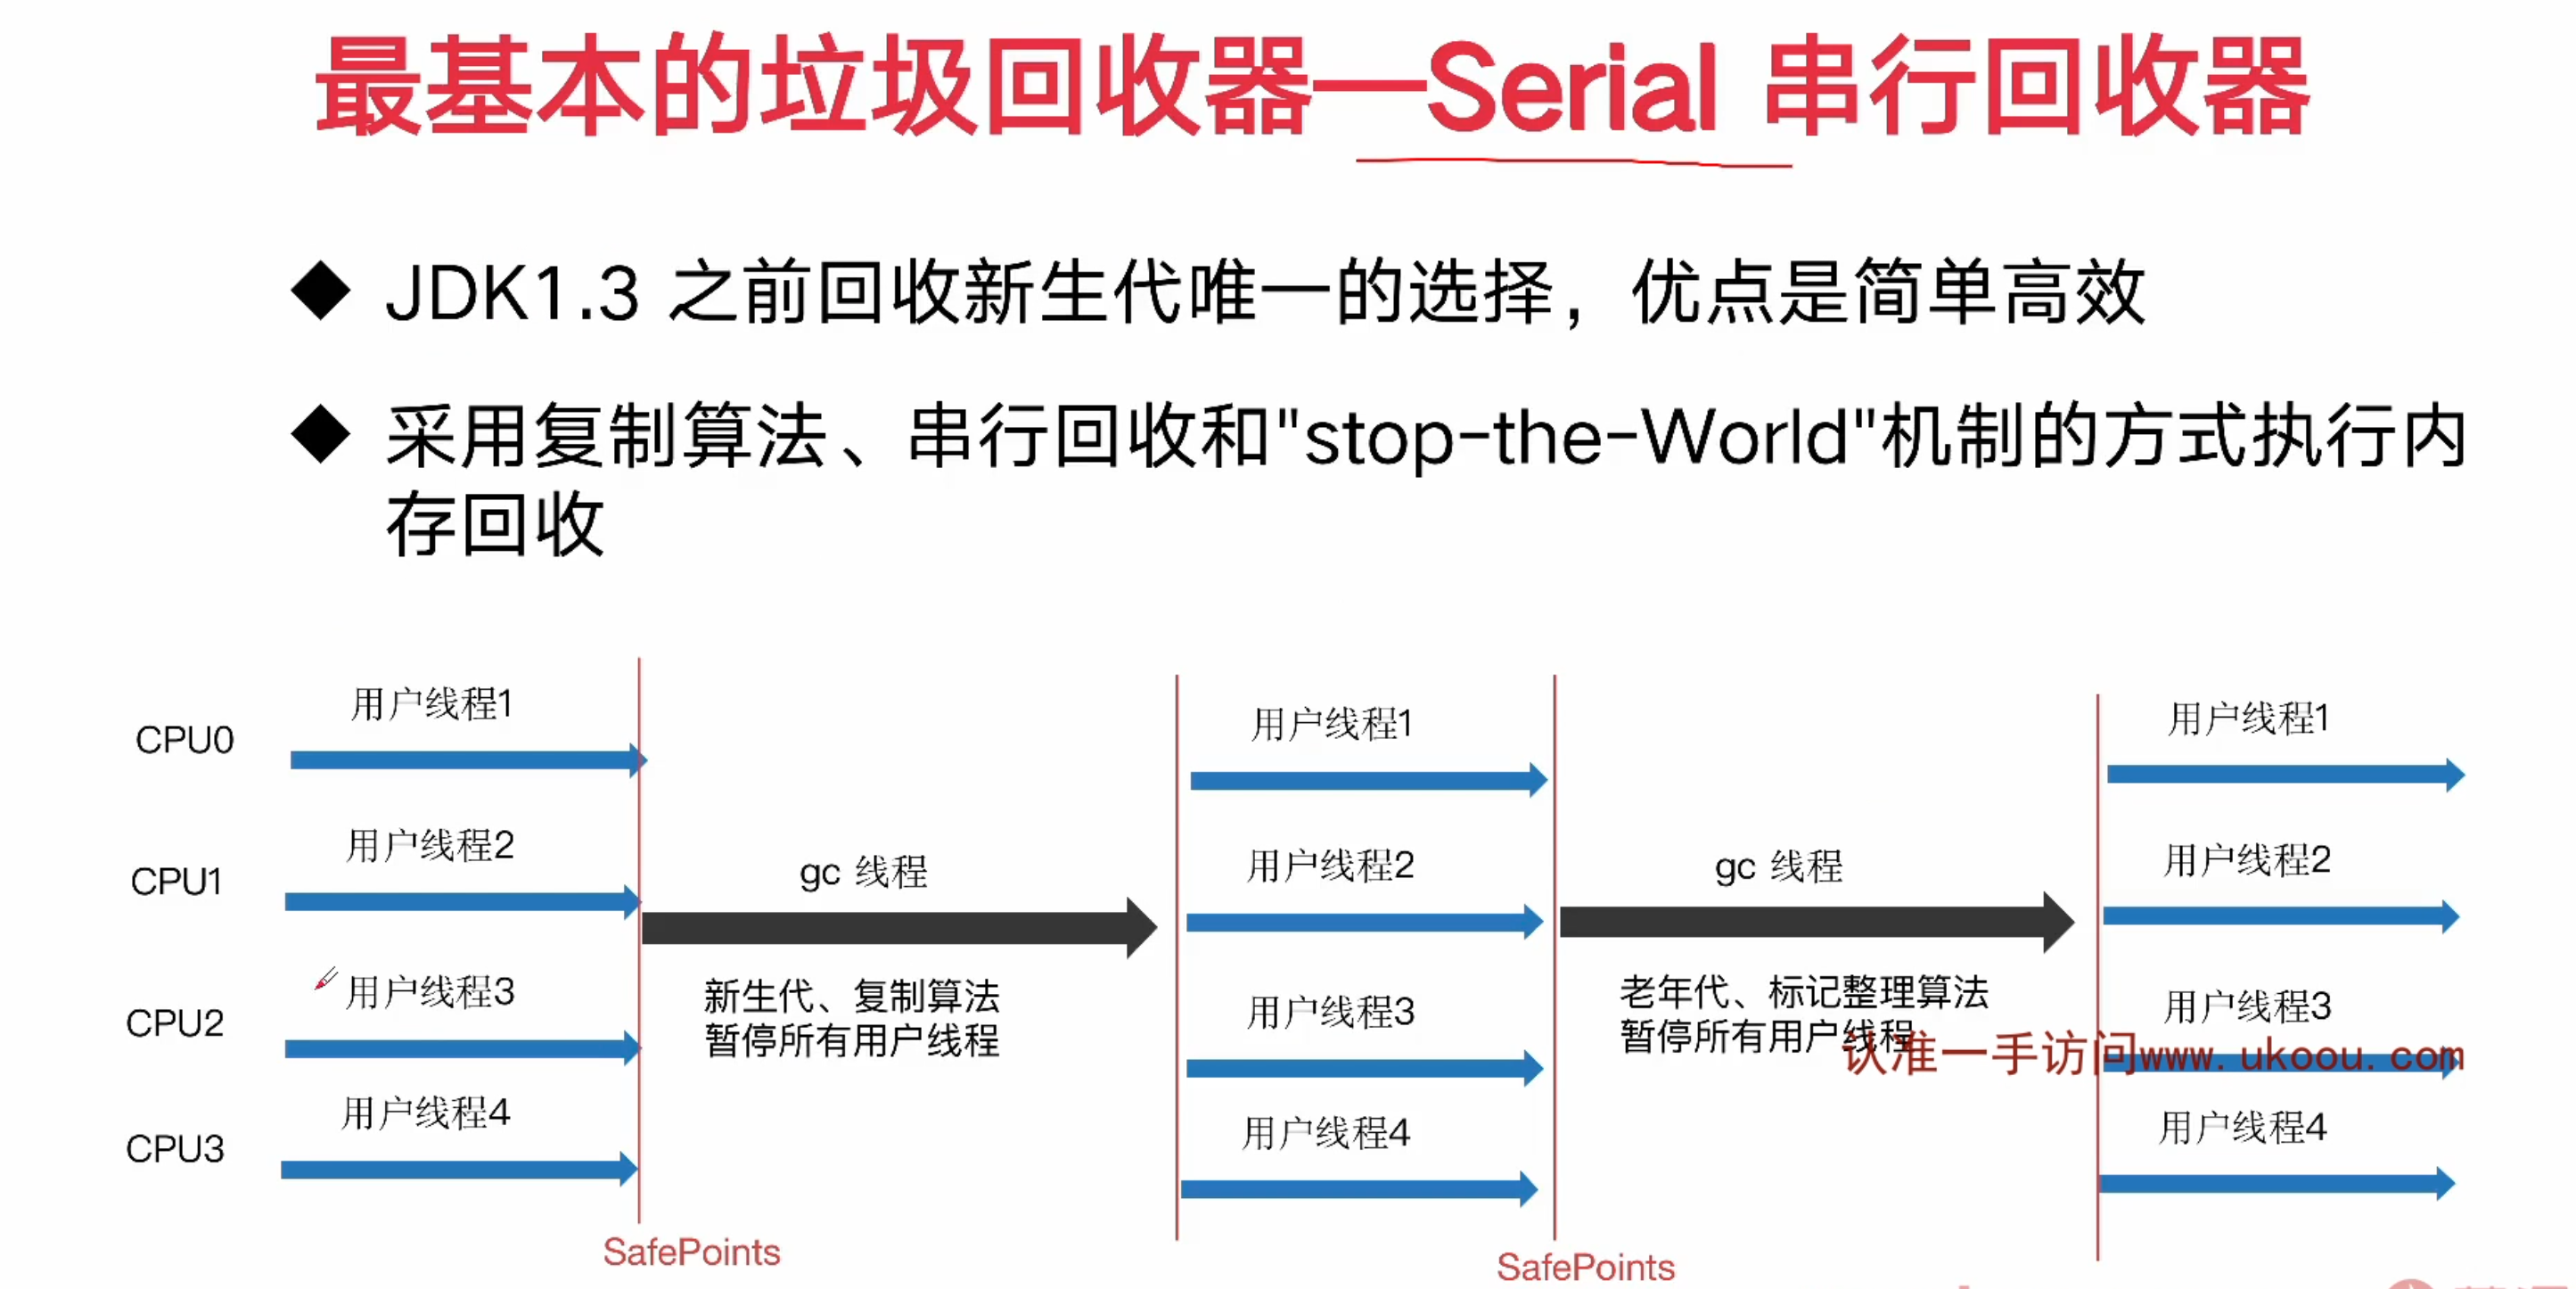 最基本的垃圾回收器—Serial 串行回收器
◆ JDK1.3 之前回收新生代唯一的选择，优点是简单高效
◆ 采用复制算法、串行回收和"stop-the-World"机制的方式执行内
存回收
CPU0
用户线程1
用户线程1
用户线程1
CPU1
用户线程2
gc 线程
用户线程2
gc 线程
用户线程2
CPU2
用户线程3
新生代、复制算法
暂停所有用户线程
用户线程3
老年代、标记整理算法
暂停所有用户线程
用户线程3
认准一手访问www.ukoou.com
CPU3
用户线程4
用户线程4
用户线程4
SafePoints
SafePoints